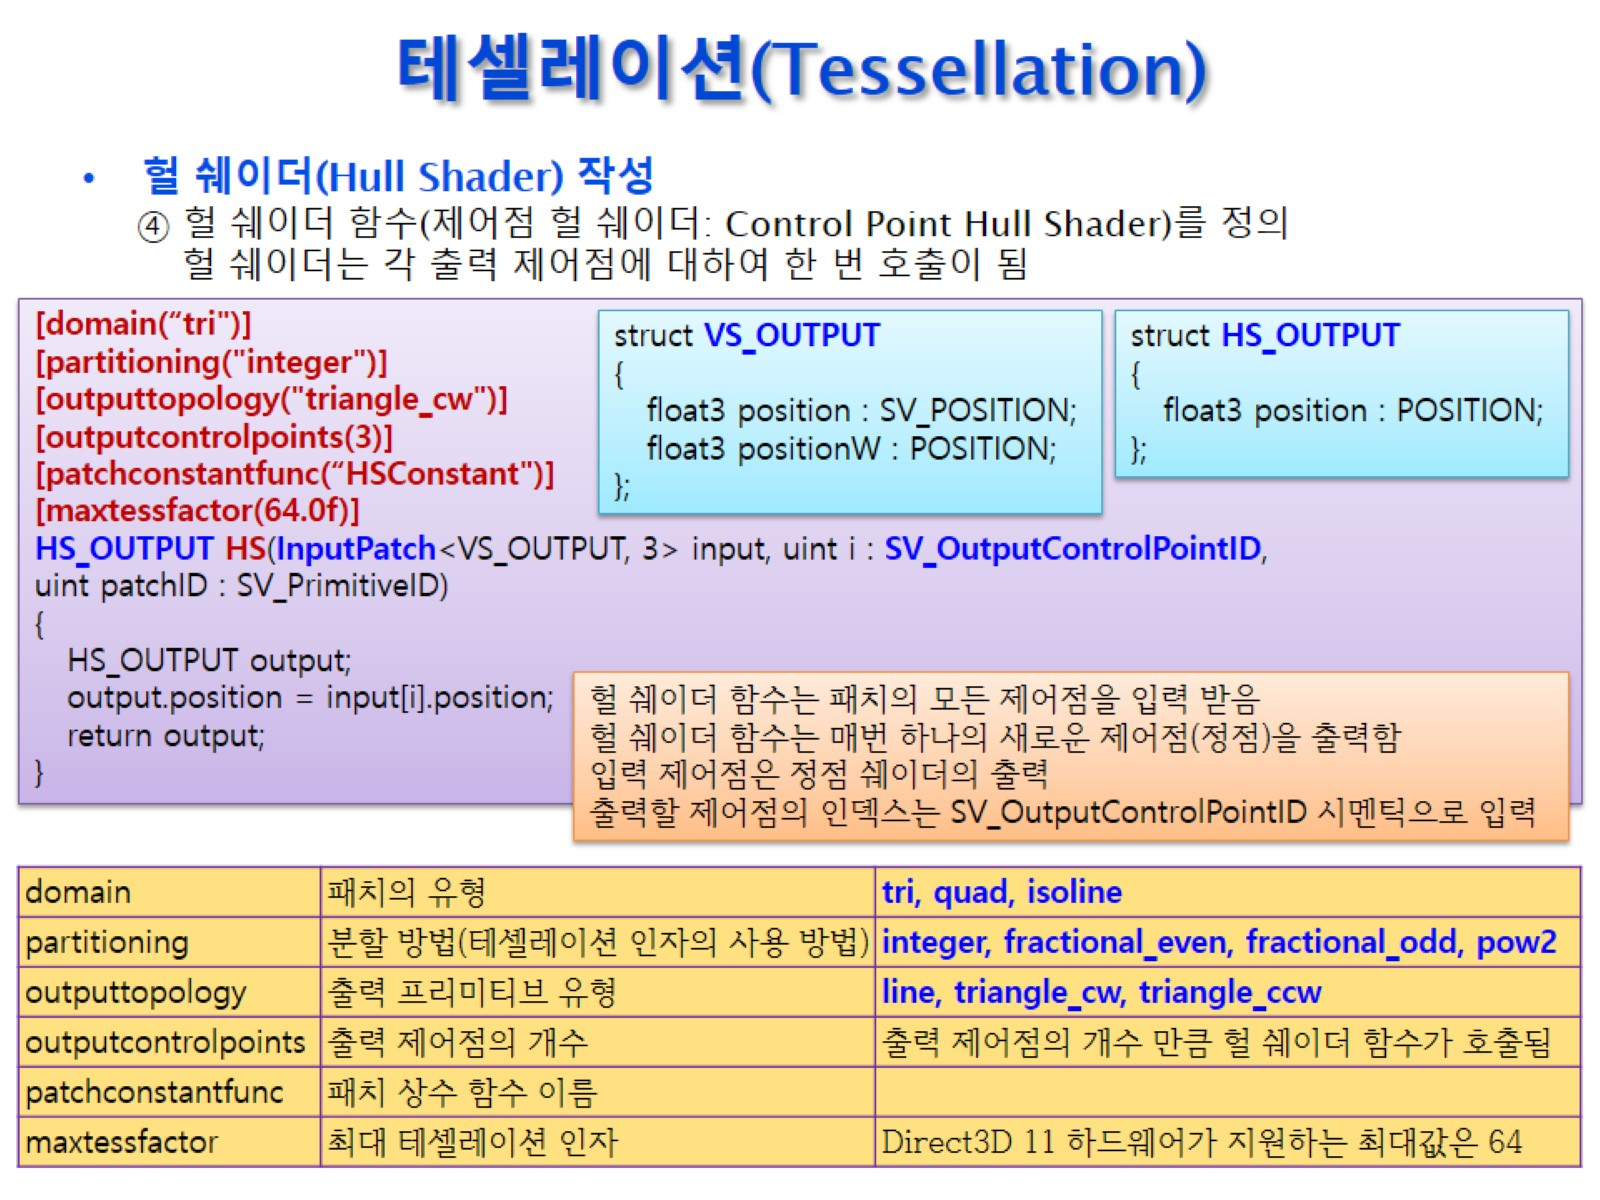 테셀레이션(Tessellation)
• 헐 쉐이더(Hull Shader) 작성
④ 헐 쉐이더 함수(제어점 헐 쉐이더: Control Point Hull Shader)를 정의
헐 쉐이더는 각 출력 제어점에 대하여 한 번 호출이 됨
[domain(“tri")]
[partitioning("integer")]
[outputtopology("triangle_cw")]
[outputcontrolpoints(3)]
[patchconstantfunc(“HSConstant")]
[maxtessfactor(64.0f)]
HS_OUTPUT HS(InputPatch<VS_OUTPUT, 3> input, uint i : SV_OutputControlPointID,
uint patchID : SV_PrimitiveID)
{
HS_OUTPUT output;
output.position = input[i].position;
return output;
}
struct VS_OUTPUT
{
float3 position : SV_POSITION;
float3 positionW : POSITION;
};
struct HS_OUTPUT
{
float3 position : POSITION;
};
헐 쉐이더 함수는 패치의 모든 제어점을 입력 받음
헐 쉐이더 함수는 매번 하나의 새로운 제어점(정점)을 출력함
입력 제어점은 정점 쉐이더의 출력
출력할 제어점의 인덱스는 SV_OutputControlPointID 시멘틱으로 입력
domain 패치의 유형 tri, quad, isoline
partitioning 분할 방법(테셀레이션 인자의 사용 방법) integer, fractional_even, fractional_odd, pow2
outputtopology 출력 프리미티브 유형 line, triangle_cw, triangle_ccw
outputcontrolpoints 출력 제어점의 개수 출력 제어점의 개수 만큼 헐 쉐이더 함수가 호출됨
patchconstantfunc 패치 상수 함수 이름
maxtessfactor 최대 테셀레이션 인자 Direct3D 11 하드웨어가 지원하는 최대값은 64